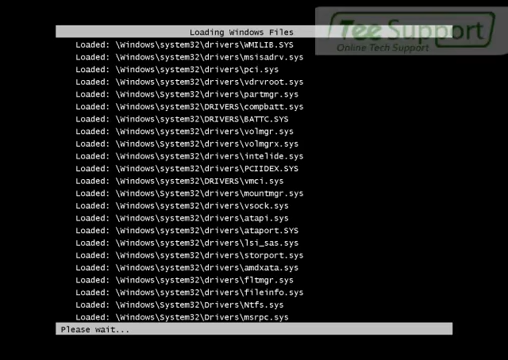 Loading Windows Files
Tee Support
Online Tech Support
Loaded: \Windows\system32\drivers\WMILIB.SYS
Loaded: \Windows\system32\drivers\msisadrv.sys
Loaded: \Windows\system32\drivers\pci.sys
Loaded: \Windows\system32\drivers\vdrvroot.sys
Loaded: \Windows\System32\drivers\partmgr.sys
Loaded: \Windows\system32\DRIVERS\compbatt.sys
Loaded: \Windows\system32\DRIVERS\BATTC.SYS
Loaded: \Windows\system32\drivers\volmgr.sys
Loaded: \Windows\System32\drivers\volmgrx.sys
Loaded: \Windows\system32\drivers\intelide.sys
Loaded: \Windows\system32\drivers\PCIIDEX.SYS
Loaded: \Windows\system32\DRIVERS\vmci.sys
Loaded: \Windows\System32\drivers\mountmgr.sys
Loaded: \Windows\system32\drivers\vsock.sys
Loaded: \Windows\system32\drivers\atapi.sys
Loaded: \Windows\system32\drivers\ataport.SYS
Loaded: \Windows\system32\drivers\lsi_sas.sys
Loaded: \Windows\system32\drivers\storport.sys
Loaded: \Windows\system32\drivers\amdxata.sys
Loaded: \Windows\system32\drivers\fltmgr.sys
Loaded: \Windows\system32\drivers\fileinfo.sys
Loaded: \Windows\System32\Drivers\Ntfs.sys
Loaded: \Windows\System32\Drivers\msrpc.sys
Please wait...